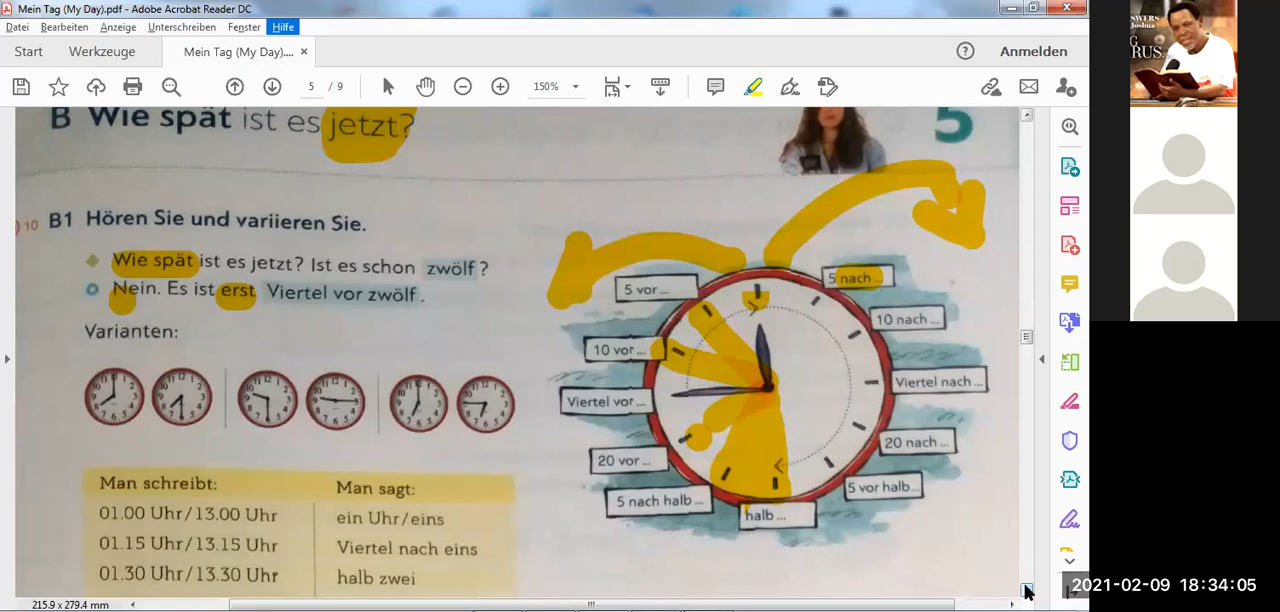 Mein Tag (My Day).pdf - Adobe Acrobat Reader DC
Datei Bearbeiten Anzeige Unterschreiben Fenster Hilfe
Start Werkzeuge Mein Tag (My Day).... × ? Anmelden
5 / 9 150%
B Wie spät ist es jetzt? 5
10 B1 Hören Sie und variieren Sie.
Wie spät ist es jetzt? Ist es schon zwölf?
Nein. Es ist erst Viertel vor zwölf.
Varianten:
5 vor ...
5 nach ...
10 vor ...
10 nach ...
Viertel vor ...
Viertel nach ...
20 vor ...
20 nach ...
5 nach halb ...
5 vor halb ...
halb ...
Man schreibt: Man sagt:
01.00 Uhr/13.00 Uhr ein Uhr/eins
01.15 Uhr/13.15 Uhr Viertel nach eins
01.30 Uhr/13.30 Uhr halb zwei
215.9 x 279.4 mm
Joshua
2021-02-09 18:34:05